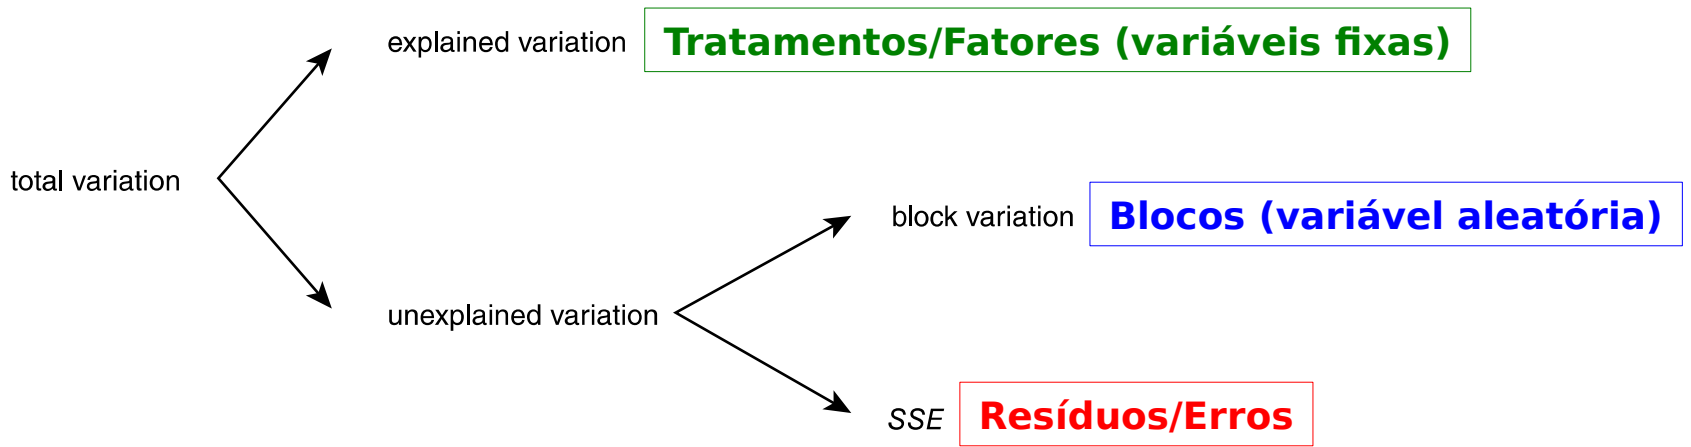 explained variation
Tratamentos/Fatores (variáveis fixas)
total variation
block variation
Blocos (variável aleatória)
unexplained variation
SSE
Resíduos/Erros